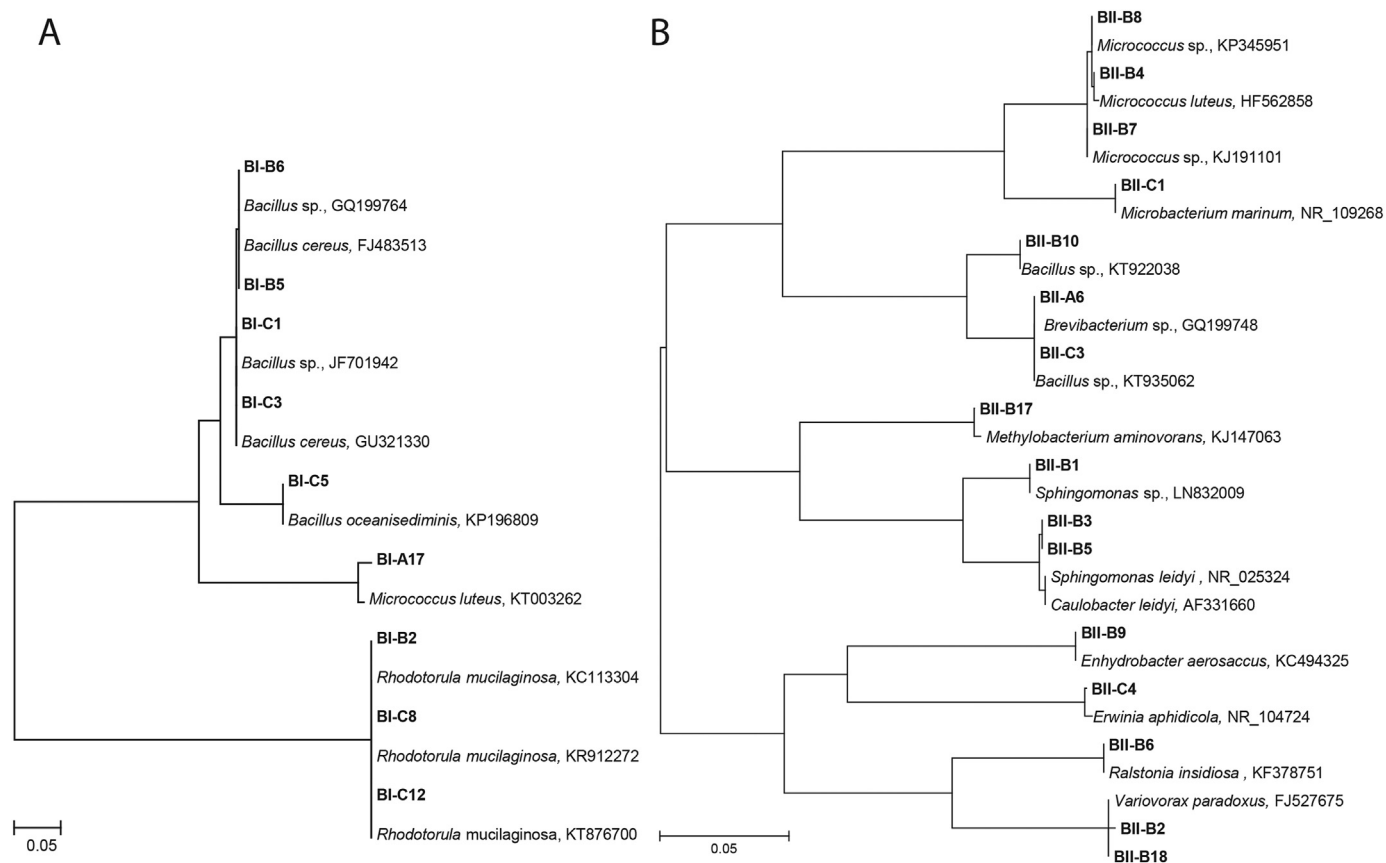 A
BI-B6
Bacillus sp., GQ199764
Bacillus cereus, FJ483513
BI-B5
BI-C1
Bacillus sp., JF701942
BI-C3
Bacillus cereus, GU321330
BI-C5
Bacillus oceanisediminis, KP196809
BI-A17
Micrococcus luteus, KT003262
BI-B2
Rhodotorula mucilaginosa, KC113304
BI-C8
Rhodotorula mucilaginosa, KR912272
BI-C12
Rhodotorula mucilaginosa, KT876700
0.05
B
BII-B8
Micrococcus sp., KP345951
BII-B4
Micrococcus luteus, HF562858
BII-B7
Micrococcus sp., KJ191101
BII-C1
Microbacterium marinum, NR_109268
BII-B10
Bacillus sp., KT922038
BII-A6
Brevibacterium sp., GQ199748
BII-C3
Bacillus sp., KT935062
BII-B17
Methylobacterium aminovorans, KJ147063
BII-B1
Sphingomonas sp., LN832009
BII-B3
BII-B5
Sphingomonas leidyi , NR_025324
Caulobacter leidyi, AF331660
BII-B9
Enhydrobacter aerosaccus, KC494325
BII-C4
Erwinia aphidicola, NR_104724
BII-B6
Ralstonia insidiosa , KF378751
Variovorax paradoxus, FJ527675
BII-B2
BII-B18
0.05